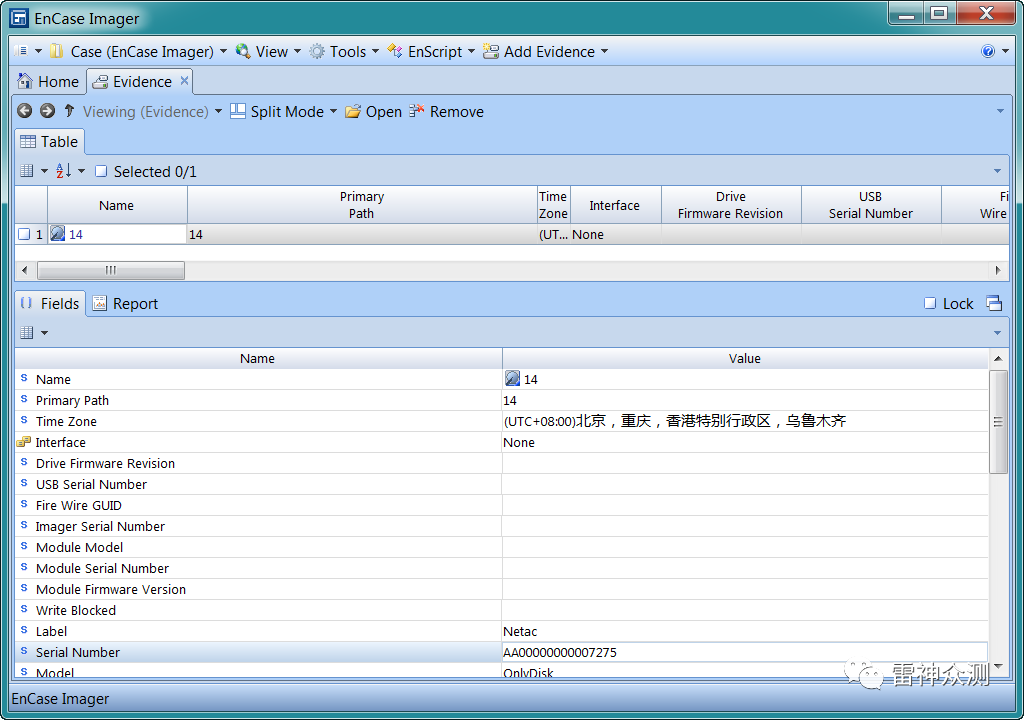 EnCase Imager
Case (EnCase Imager) View Tools EnScript Add Evidence
Home Evidence
Viewing (Evidence) Split Mode Open Remove
Table
Selected 0/1
Name Primary Path Time Zone Interface Drive Firmware Revision USB Serial Number Fi Wire
1 14 14 (UT... None
Fields Report Lock
Name Value
Name 14
Primary Path 14
Time Zone (UTC+08:00)北京，重庆，香港特别行政区，乌鲁木齐
Interface None
Drive Firmware Revision
USB Serial Number
Fire Wire GUID
Imager Serial Number
Module Model
Module Serial Number
Module Firmware Version
Write Blocked
Label Netac
Serial Number AA00000000007275
Model OnlyDisk
雷神众测
EnCase Imager